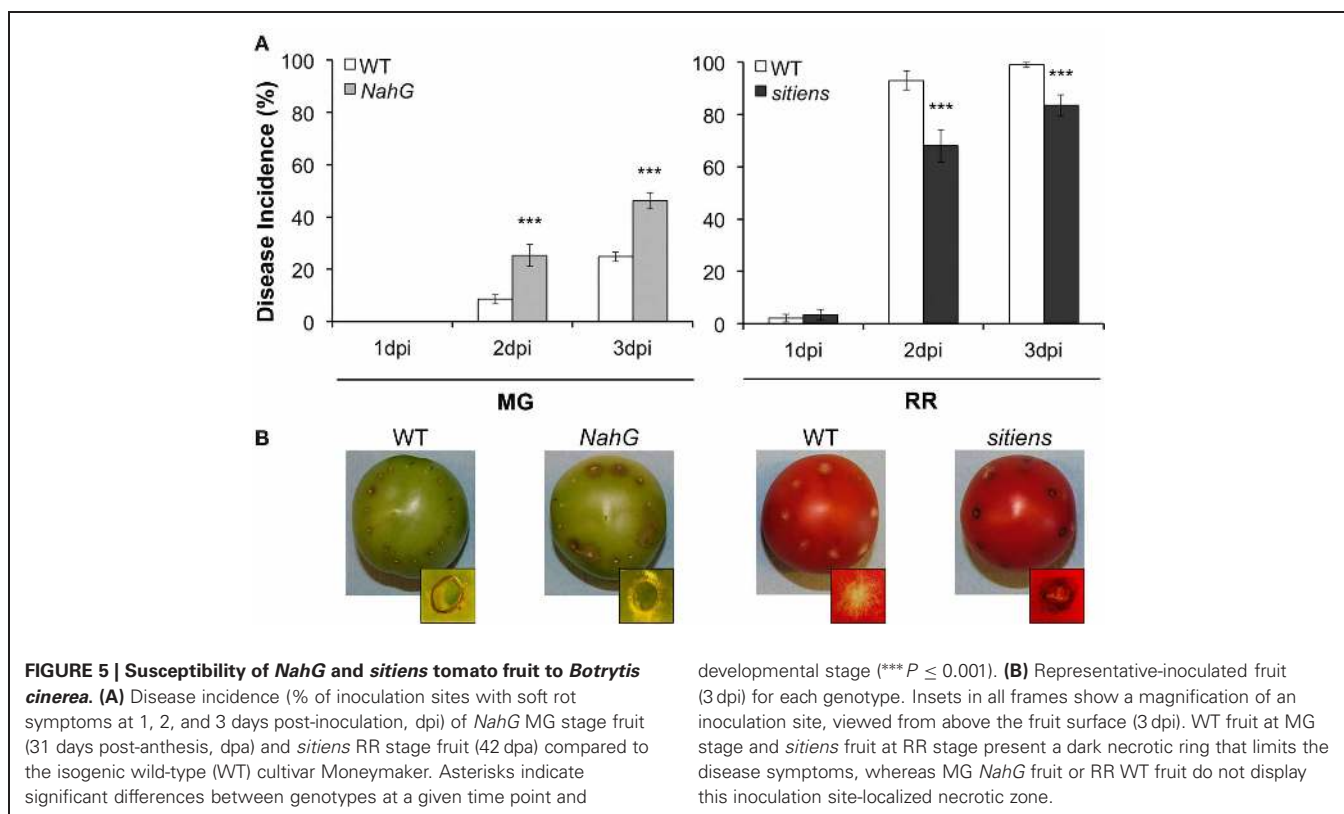 A
100
80
60
40
20
0
Disease Incidence (%)
WT
NahG
***
***
1dpi
2dpi
3dpi
MG
100
80
60
40
20
0
WT
sitiens
***
***
1dpi
2dpi
3dpi
RR
B
WT
NahG
WT
sitiens
FIGURE 5 | Susceptibility of NahG and sitiens tomato fruit to Botrytis
cinerea. (A) Disease incidence (% of inoculation sites with soft rot
symptoms at 1, 2, and 3 days post-inoculation, dpi) of NahG MG stage fruit
(31 days post-anthesis, dpa) and sitiens RR stage fruit (42 dpa) compared to
the isogenic wild-type (WT) cultivar Moneymaker. Asterisks indicate
significant differences between genotypes at a given time point and
developmental stage (***P ≤ 0.001). (B) Representative-inoculated fruit
(3 dpi) for each genotype. Insets in all frames show a magnification of an
inoculation site, viewed from above the fruit surface (3 dpi). WT fruit at MG
stage and sitiens fruit at RR stage present a dark necrotic ring that limits the
disease symptoms, whereas MG NahG fruit or RR WT fruit do not display
this inoculation site-localized necrotic zone.